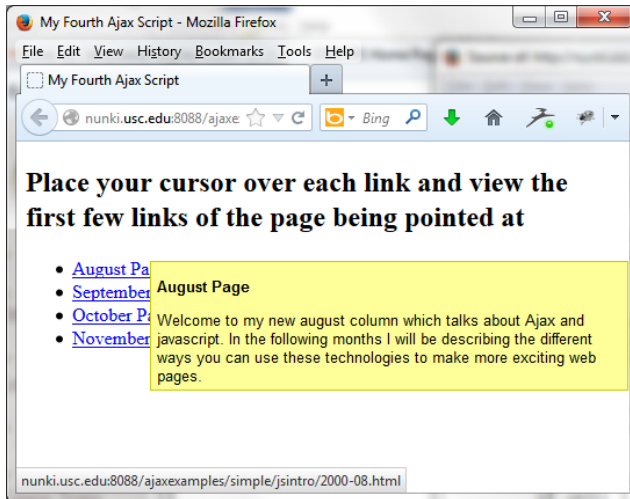 My Fourth Ajax Script - Mozilla Firefox
File Edit View History Bookmarks Tools Help
My Fourth Ajax Script
nunki.usc.edu:8088/ajaxe
Bing
Place your cursor over each link and view the
first few links of the page being pointed at
August Pa
September
October Pa
November
August Page
Welcome to my new august column which talks about Ajax and
javascript. In the following months I will be describing the different
ways you can use these technologies to make more exciting web
pages.
nunki.usc.edu:8088/ajaxexamples/simple/jsintro/2000-08.html